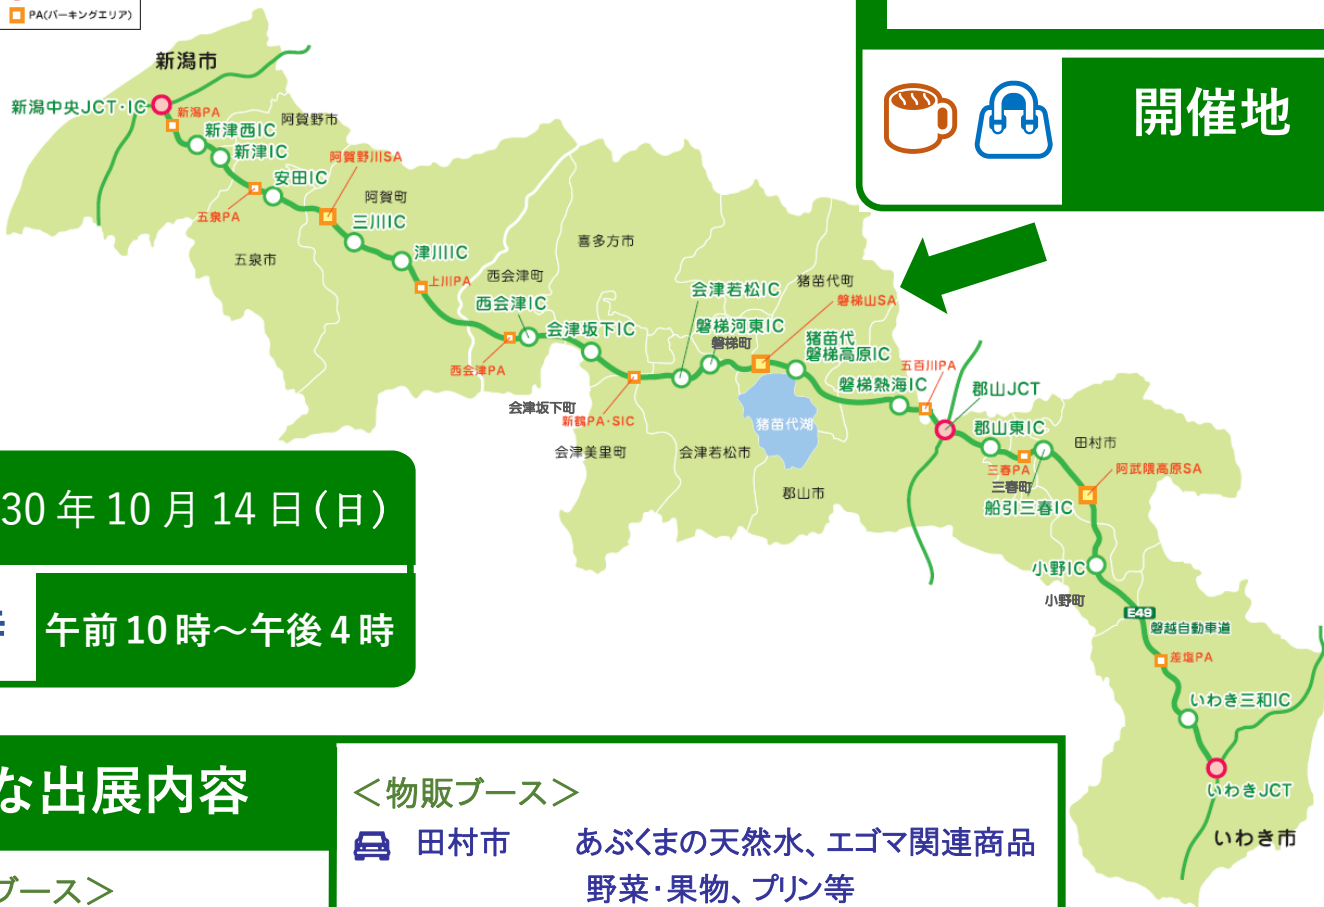 PA(パーキングエリア)
新潟市
新潟中央JCT・IC
新潟PA
新津西IC
新津IC
阿賀野市
阿賀野川SA
安田IC
五泉PA
阿賀町
三川IC
五泉市
津川IC
上川PA
喜多方市
西会津町
西会津IC
会津坂下IC
西会津PA
会津坂下町
新鶴PA・SIC
会津美里町
会津若松IC
磐梯河東IC
磐梯町
猪苗代町
磐梯山SA
猪苗代
磐梯高原IC
猪苗代湖
会津若松市
郡山市
磐梯熱海IC
五百川PA
郡山JCT
郡山東IC
三春PA
三春町
船引三春IC
田村市
阿武隈高原SA
小野IC
小野町
E49
磐越自動車道
差塩PA
いわき三和IC
いわきJCT
いわき市
開催地
30年10月14日(日)
午前10時～午後4時
な出展内容
ブース＞
＜物販ブース＞
田村市 あぶくまの天然水、エゴマ関連商品
野菜・果物、プリン等